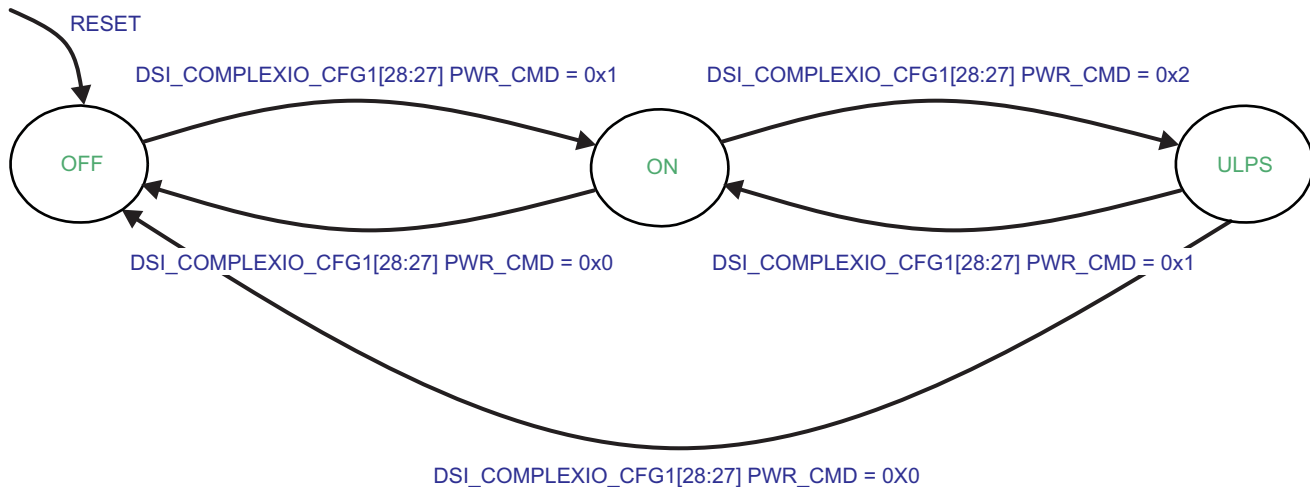 RESET
DSI_COMPLEXIO_CFG1[28:27] PWR_CMD = 0x1
DSI_COMPLEXIO_CFG1[28:27] PWR_CMD = 0x2
OFF
ON
ULPS
DSI_COMPLEXIO_CFG1[28:27] PWR_CMD = 0x0
DSI_COMPLEXIO_CFG1[28:27] PWR_CMD = 0x1
DSI_COMPLEXIO_CFG1[28:27] PWR_CMD = 0X0